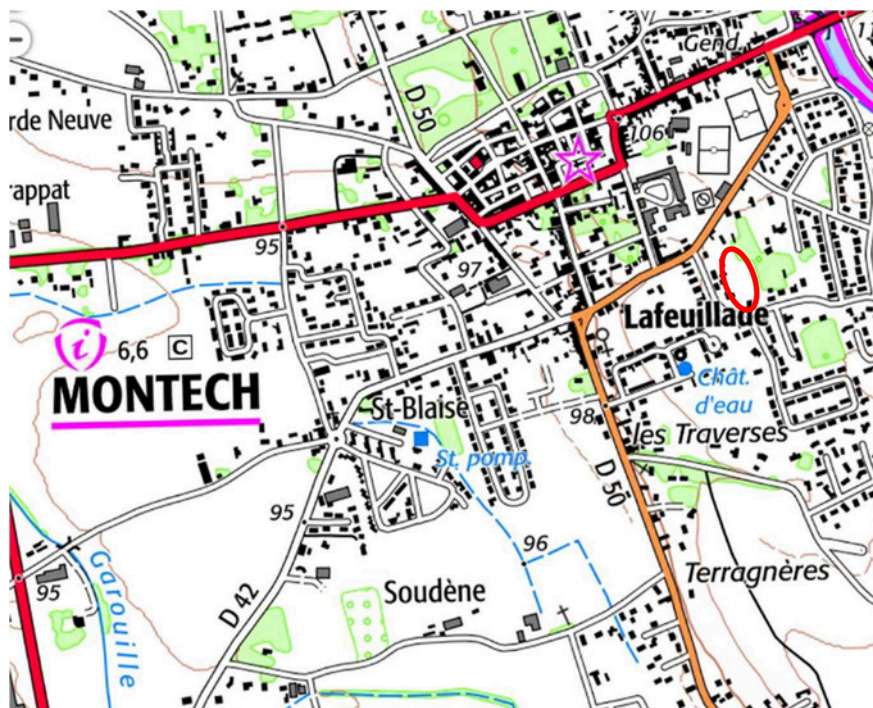 Gend.
D 50
rde Neuve
106
rappat
95
97
Lafeuillade
i
6,6
C
MONTECH
St-Blaise
Chât.
d'eau
98
les Traverses
St. pomp.
D 50
95
96
Garouille
95
Terragnères
Soudène
D 42